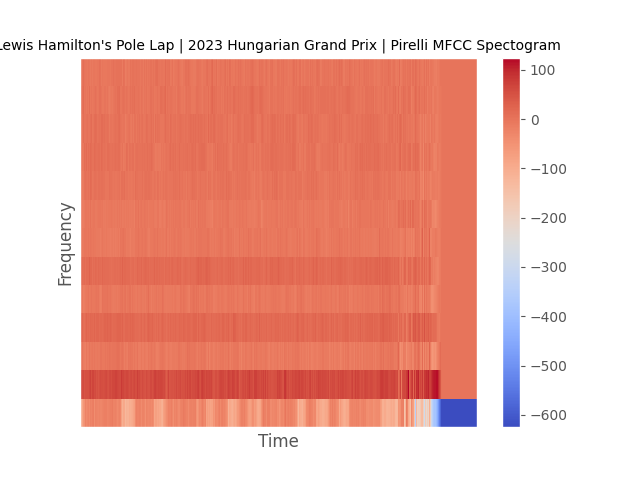 Lewis Hamilton's Pole Lap | 2023 Hungarian Grand Prix | Pirelli MFCC Spectogram
Frequency
Time
100
0
−100
−200
−300
−400
−500
−600